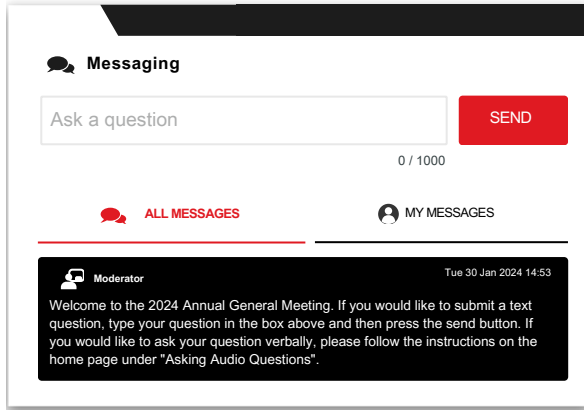 Messaging
Ask a question
SEND
0 / 1000
ALL MESSAGES
MY MESSAGES
Moderator
Tue 30 Jan 2024 14:53
Welcome to the 2024 Annual General Meeting. If you would like to submit a text
question, type your question in the box above and then press the send button. If
you would like to ask your question verbally, please follow the instructions on the
home page under "Asking Audio Questions".